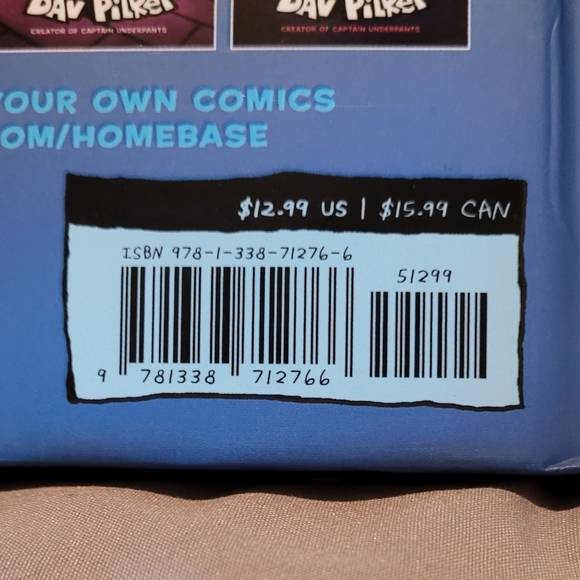 DAV PILKEY DAV PILKEY
CREATOR OF CAPTAIN UNDERPANTS CREATOR OF CAPTAIN UNDERPANTS
YOUR OWN COMICS
OM/HOMEBASE
$12.99 US | $15.99 CAN
ISBN 978-1-338-71276-6
51299
9 781338 712766